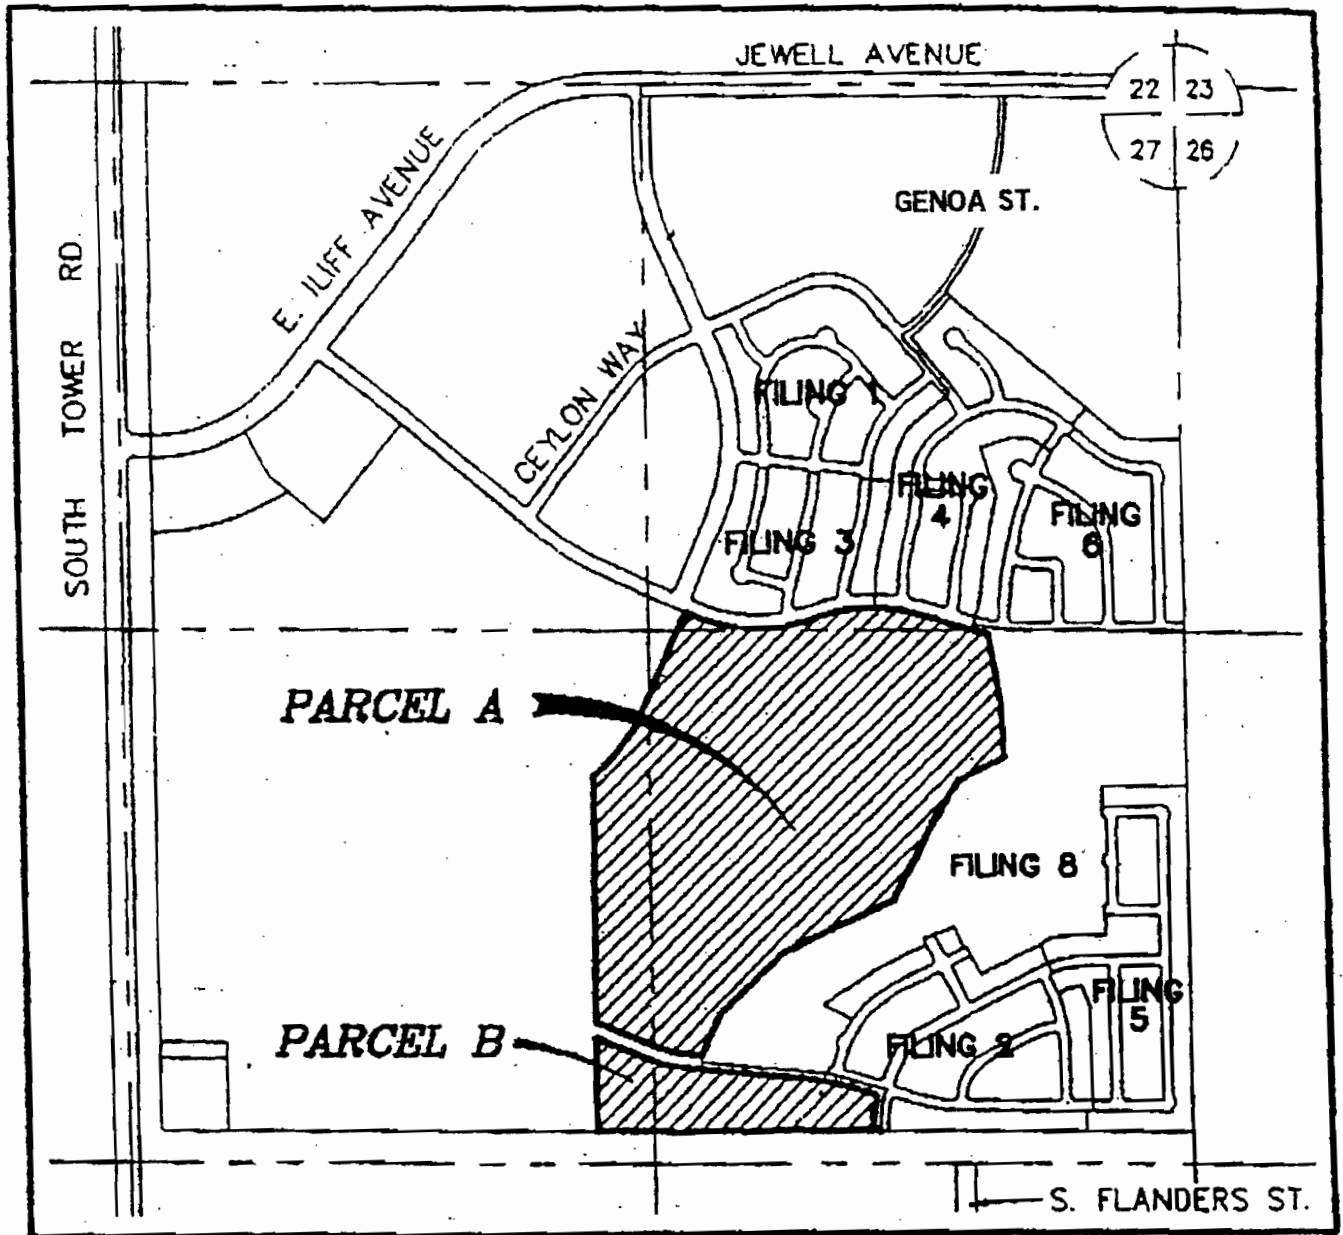 JEWELL AVENUE
22 23
27 26
E. ILIFF AVENUE
GENOA ST.
SOUTH TOWER RD.
CEYLON WAY
FILING 1
FILING
4
FILING
6
FILING 3
PARCEL A
FILING 8
FILING
5
PARCEL B
FILING 2
S. FLANDERS ST.